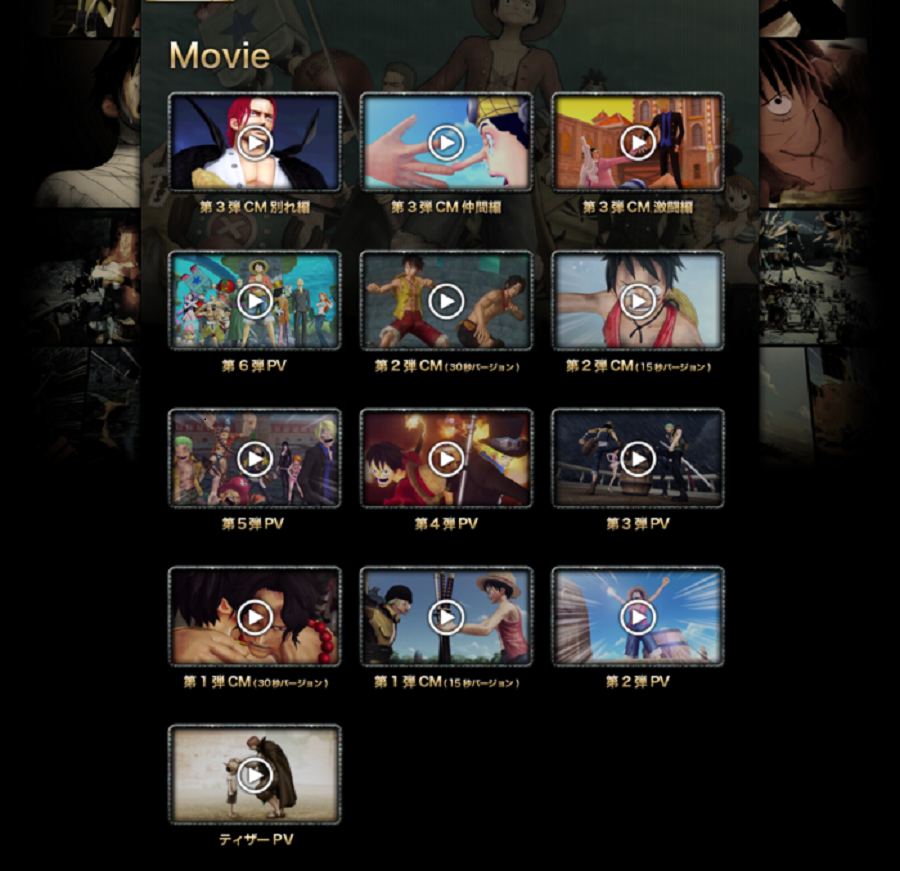 Movie
第3弾CM 別れ編
第3弾CM 仲間編
第3弾CM 激闘編
第6弾PV
第2弾CM(30秒バージョン)
第2弾CM(15秒バージョン)
第5弾PV
第4弾PV
第3弾PV
第1弾CM(30秒バージョン)
第1弾CM(15秒バージョン)
第2弾PV
ティザーPV